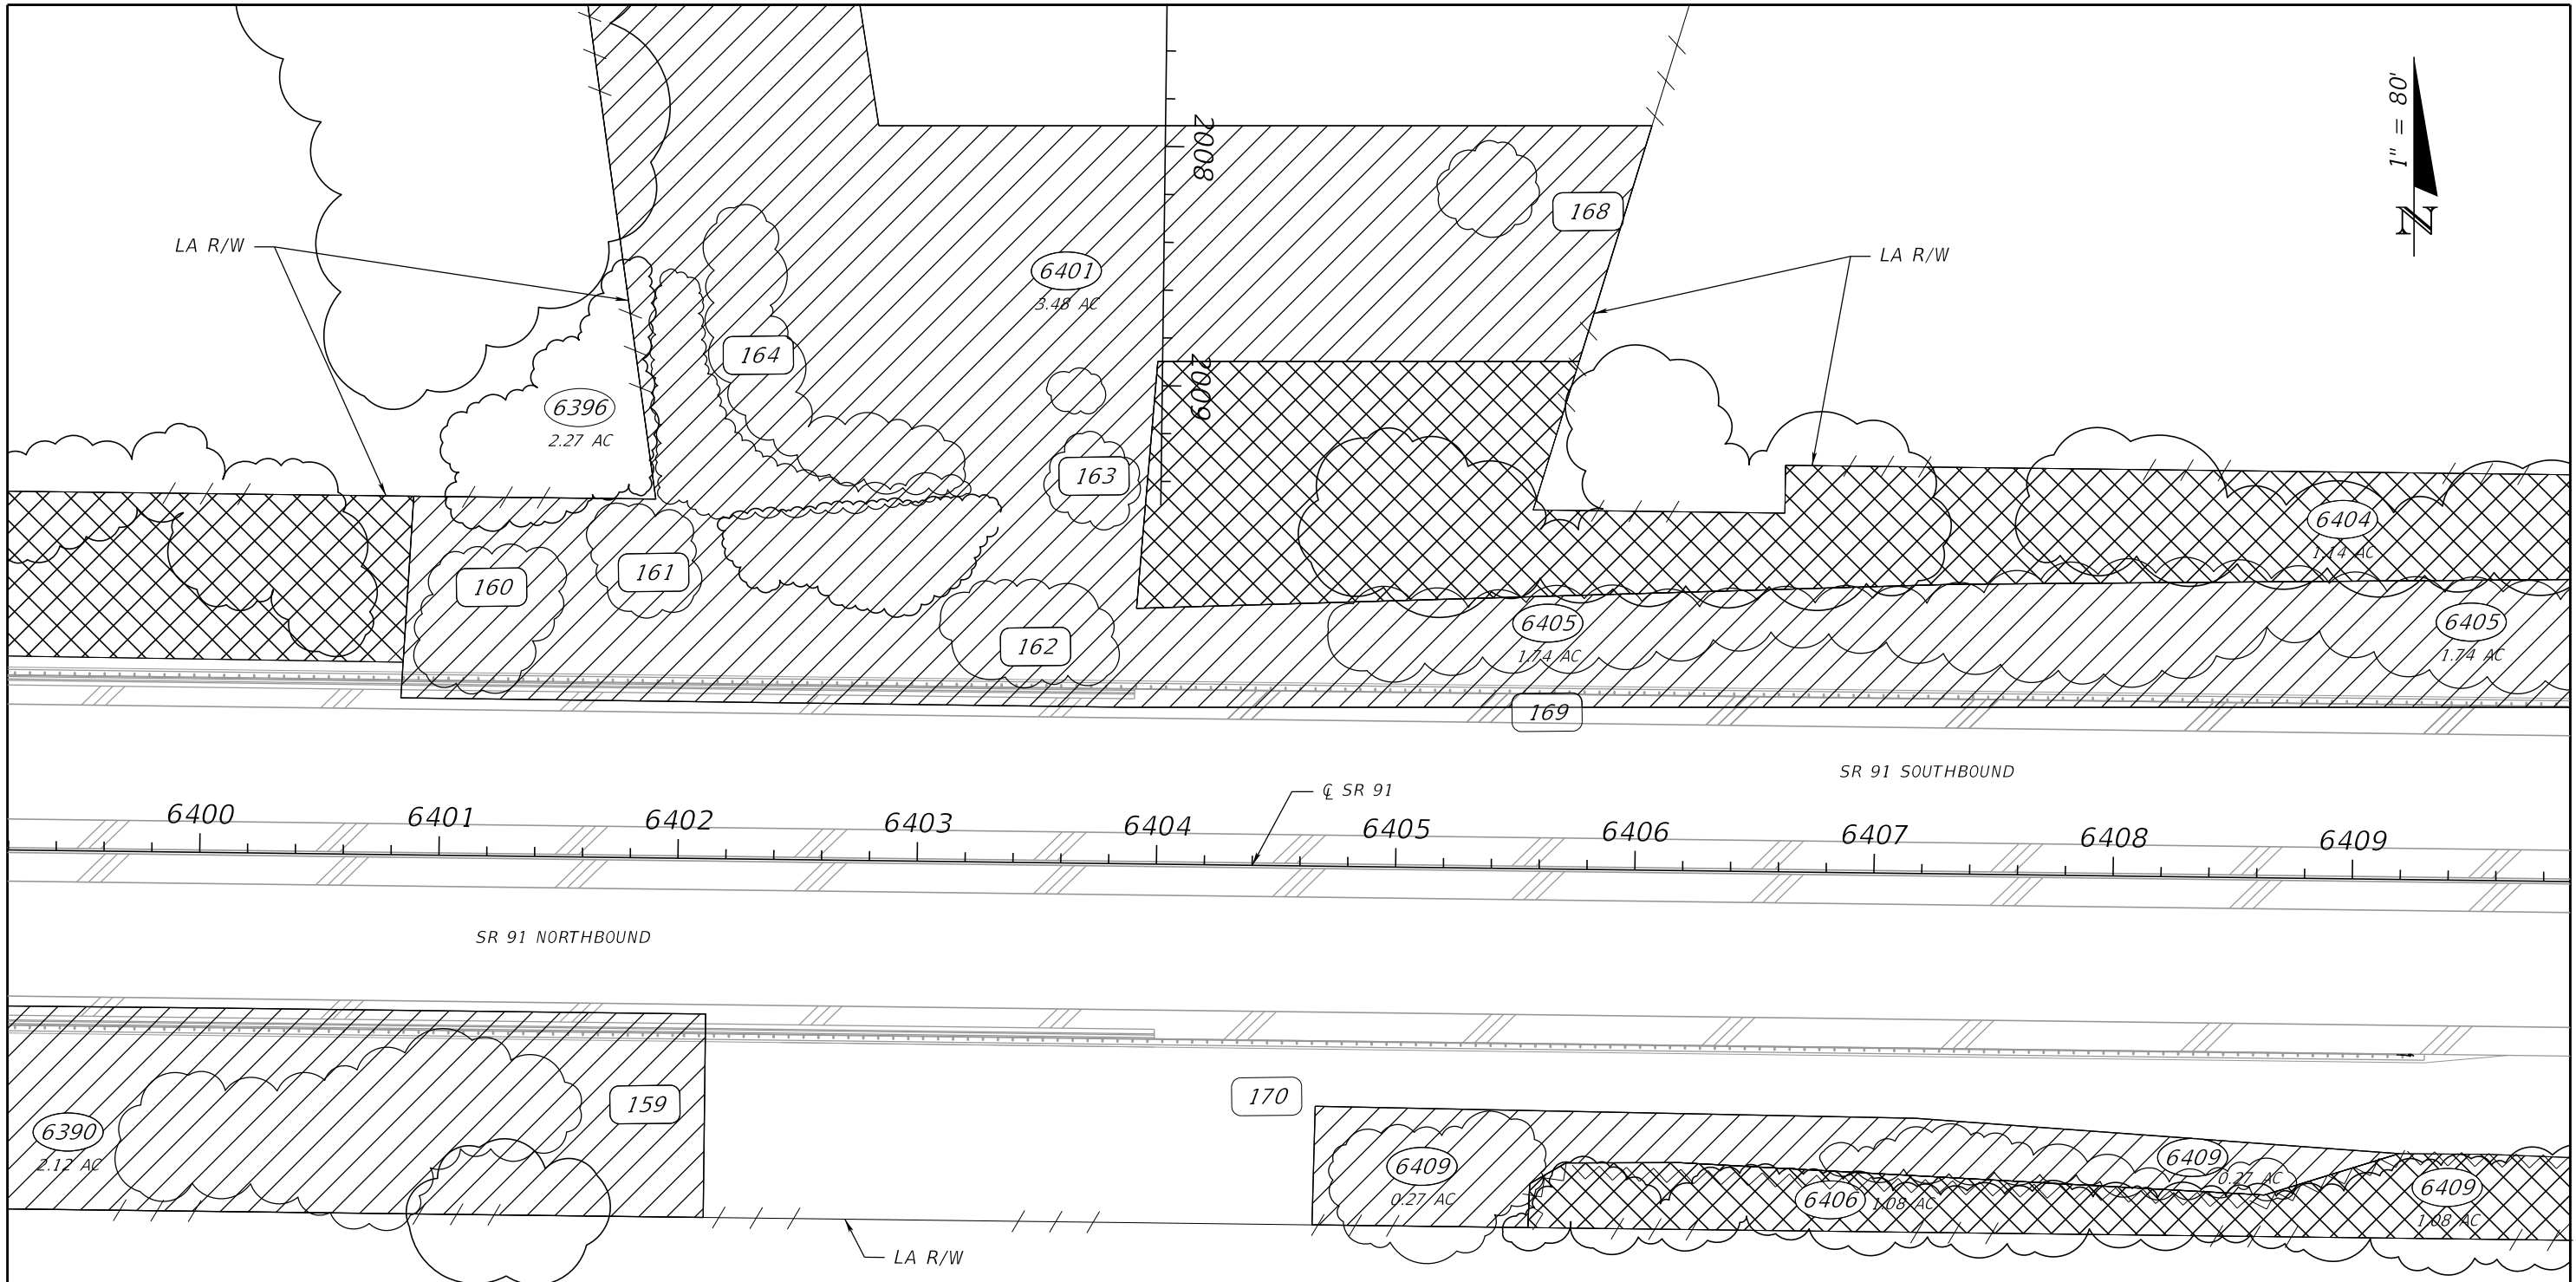 2008
1" = 80'
N
168
LA R/W
LA R/W
6401
3.48 AC
164
2009
6396
2.27 AC
163
6404
1.14 AC
160
161
162
6405
1.74 AC
6405
1.74 AC
169
SR 91 SOUTHBOUND
℄ SR 91
6400
6401
6402
6403
6404
6405
6406
6407
6408
6409
SR 91 NORTHBOUND
159
170
6390
2.12 AC
6409
0.27 AC
6409
0.27 AC
6406
1.08 AC
6409
1.08 AC
LA R/W